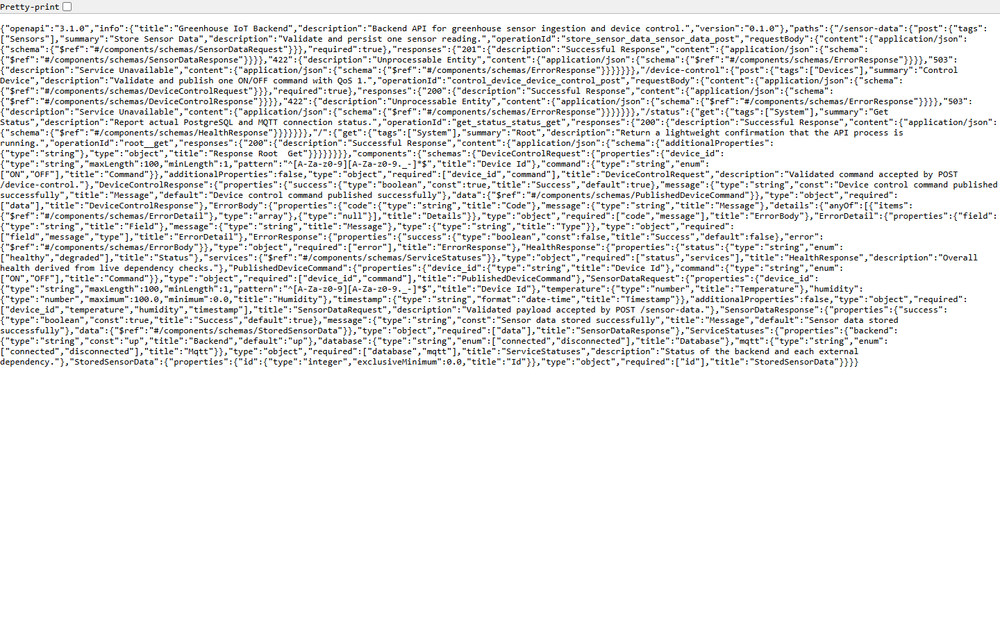 Pretty-print
{"openapi":"3.1.0","info":{"title":"Greenhouse IoT Backend","description":"Backend API for greenhouse sensor ingestion and device control.","version":"0.1.0"},"paths":{"/sensor-data":{"post":{"tags":
["Sensors"],"summary":"Store Sensor Data","description":"Validate and persist one sensor reading.","operationId":"store_sensor_data_sensor_data_post","requestBody":{"content":{"application/json":
{"schema":{"$ref":"#/components/schemas/SensorDataRequest"}}},"required":true},"responses":{"201":{"description":"Successful Response","content":{"application/json":{"schema":
{"$ref":"#/components/schemas/SensorDataResponse"}}}},"422":{"description":"Unprocessable Entity","content":{"application/json":{"schema":{"$ref":"#/components/schemas/ErrorResponse"}}}},"503":
{"description":"Service Unavailable","content":{"application/json":{"schema":{"$ref":"#/components/schemas/ErrorResponse"}}}}}}},"/device-control":{"post":{"tags":["Devices"],"summary":"Control
Device","description":"Validate and publish one ON/OFF command with QoS 1.","operationId":"control_device_device_control_post","requestBody":{"content":{"application/json":{"schema":
{"$ref":"#/components/schemas/DeviceControlRequest"}}},"required":true},"responses":{"200":{"description":"Successful Response","content":{"application/json":{"schema":
{"$ref":"#/components/schemas/DeviceControlResponse"}}}},"422":{"description":"Unprocessable Entity","content":{"application/json":{"schema":{"$ref":"#/components/schemas/ErrorResponse"}}}},"503":
{"description":"Service Unavailable","content":{"application/json":{"schema":{"$ref":"#/components/schemas/ErrorResponse"}}}}}}},"/status":{"get":{"tags":["System"],"summary":"Get
Status","description":"Report actual PostgreSQL and MQTT connection status.","operationId":"get_status_status_get","responses":{"200":{"description":"Successful Response","content":{"application/json":
{"schema":{"$ref":"#/components/schemas/HealthResponse"}}}}}}},"/":{"get":{"tags":["System"],"summary":"Root","description":"Return a lightweight confirmation that the API process is
running.","operationId":"root__get","responses":{"200":{"description":"Successful Response","content":{"application/json":{"schema":{"additionalProperties":
{"type":"string"},"type":"object","title":"Response Root  Get"}}}}}}}},"components":{"schemas":{"DeviceControlRequest":{"properties":{"device_id":
{"type":"string","maxLength":100,"minLength":1,"pattern":"^[A-Za-z0-9][A-Za-z0-9._-]*$","title":"Device Id"},"command":{"type":"string","enum":
["ON","OFF"],"title":"Command"}},"additionalProperties":false,"type":"object","required":["device_id","command"],"title":"DeviceControlRequest","description":"Validated command accepted by POST
/device-control."},"DeviceControlResponse":{"properties":{"success":{"type":"boolean","const":true,"title":"Success","default":true},"message":{"type":"string","const":"Device control command published
successfully","title":"Message","default":"Device control command published successfully"},"data":{"$ref":"#/components/schemas/PublishedDeviceCommand"}},"type":"object","required":
["data"],"title":"DeviceControlResponse"},"ErrorBody":{"properties":{"code":{"type":"string","title":"Code"},"message":{"type":"string","title":"Message"},"details":{"anyOf":[{"items":
{"$ref":"#/components/schemas/ErrorDetail"},"type":"array"},{"type":"null"}],"title":"Details"}},"type":"object","required":["code","message"],"title":"ErrorBody"},"ErrorDetail":{"properties":{"field":
{"type":"string","title":"Field"},"message":{"type":"string","title":"Message"},"type":{"type":"string","title":"Type"}},"type":"object","required":
["field","message","type"],"title":"ErrorDetail"},"ErrorResponse":{"properties":{"success":{"type":"boolean","const":false,"title":"Success","default":false},"error":
{"$ref":"#/components/schemas/ErrorBody"}},"type":"object","required":["error"],"title":"ErrorResponse"},"HealthResponse":{"properties":{"status":{"type":"string","enum":
["healthy","degraded"],"title":"Status"},"services":{"$ref":"#/components/schemas/ServiceStatuses"}},"type":"object","required":["status","services"],"title":"HealthResponse","description":"Overall
health derived from live dependency checks."},"PublishedDeviceCommand":{"properties":{"device_id":{"type":"string","title":"Device Id"},"command":{"type":"string","enum":
["ON","OFF"],"title":"Command"}},"type":"object","required":["device_id","command"],"title":"PublishedDeviceCommand"},"SensorDataRequest":{"properties":{"device_id":
{"type":"string","maxLength":100,"minLength":1,"pattern":"^[A-Za-z0-9][A-Za-z0-9._-]*$","title":"Device Id"},"temperature":{"type":"number","title":"Temperature"},"humidity":
{"type":"number","maximum":100.0,"minimum":0.0,"title":"Humidity"},"timestamp":{"type":"string","format":"date-time","title":"Timestamp"}},"additionalProperties":false,"type":"object","required":
["device_id","temperature","humidity","timestamp"],"title":"SensorDataRequest","description":"Validated payload accepted by POST /sensor-data."},"SensorDataResponse":{"properties":{"success":
{"type":"boolean","const":true,"title":"Success","default":true},"message":{"type":"string","const":"Sensor data stored successfully","title":"Message","default":"Sensor data stored
successfully"},"data":{"$ref":"#/components/schemas/StoredSensorData"}},"type":"object","required":["data"],"title":"SensorDataResponse"},"ServiceStatuses":{"properties":{"backend":
{"type":"string","const":"up","title":"Backend","default":"up"},"database":{"type":"string","enum":["connected","disconnected"],"title":"Database"},"mqtt":{"type":"string","enum":
["connected","disconnected"],"title":"Mqtt"}},"type":"object","required":["database","mqtt"],"title":"ServiceStatuses","description":"Status of the backend and each external
dependency."},"StoredSensorData":{"properties":{"id":{"type":"integer","exclusiveMinimum":0.0,"title":"Id"}},"type":"object","required":["id"],"title":"StoredSensorData"}}}}